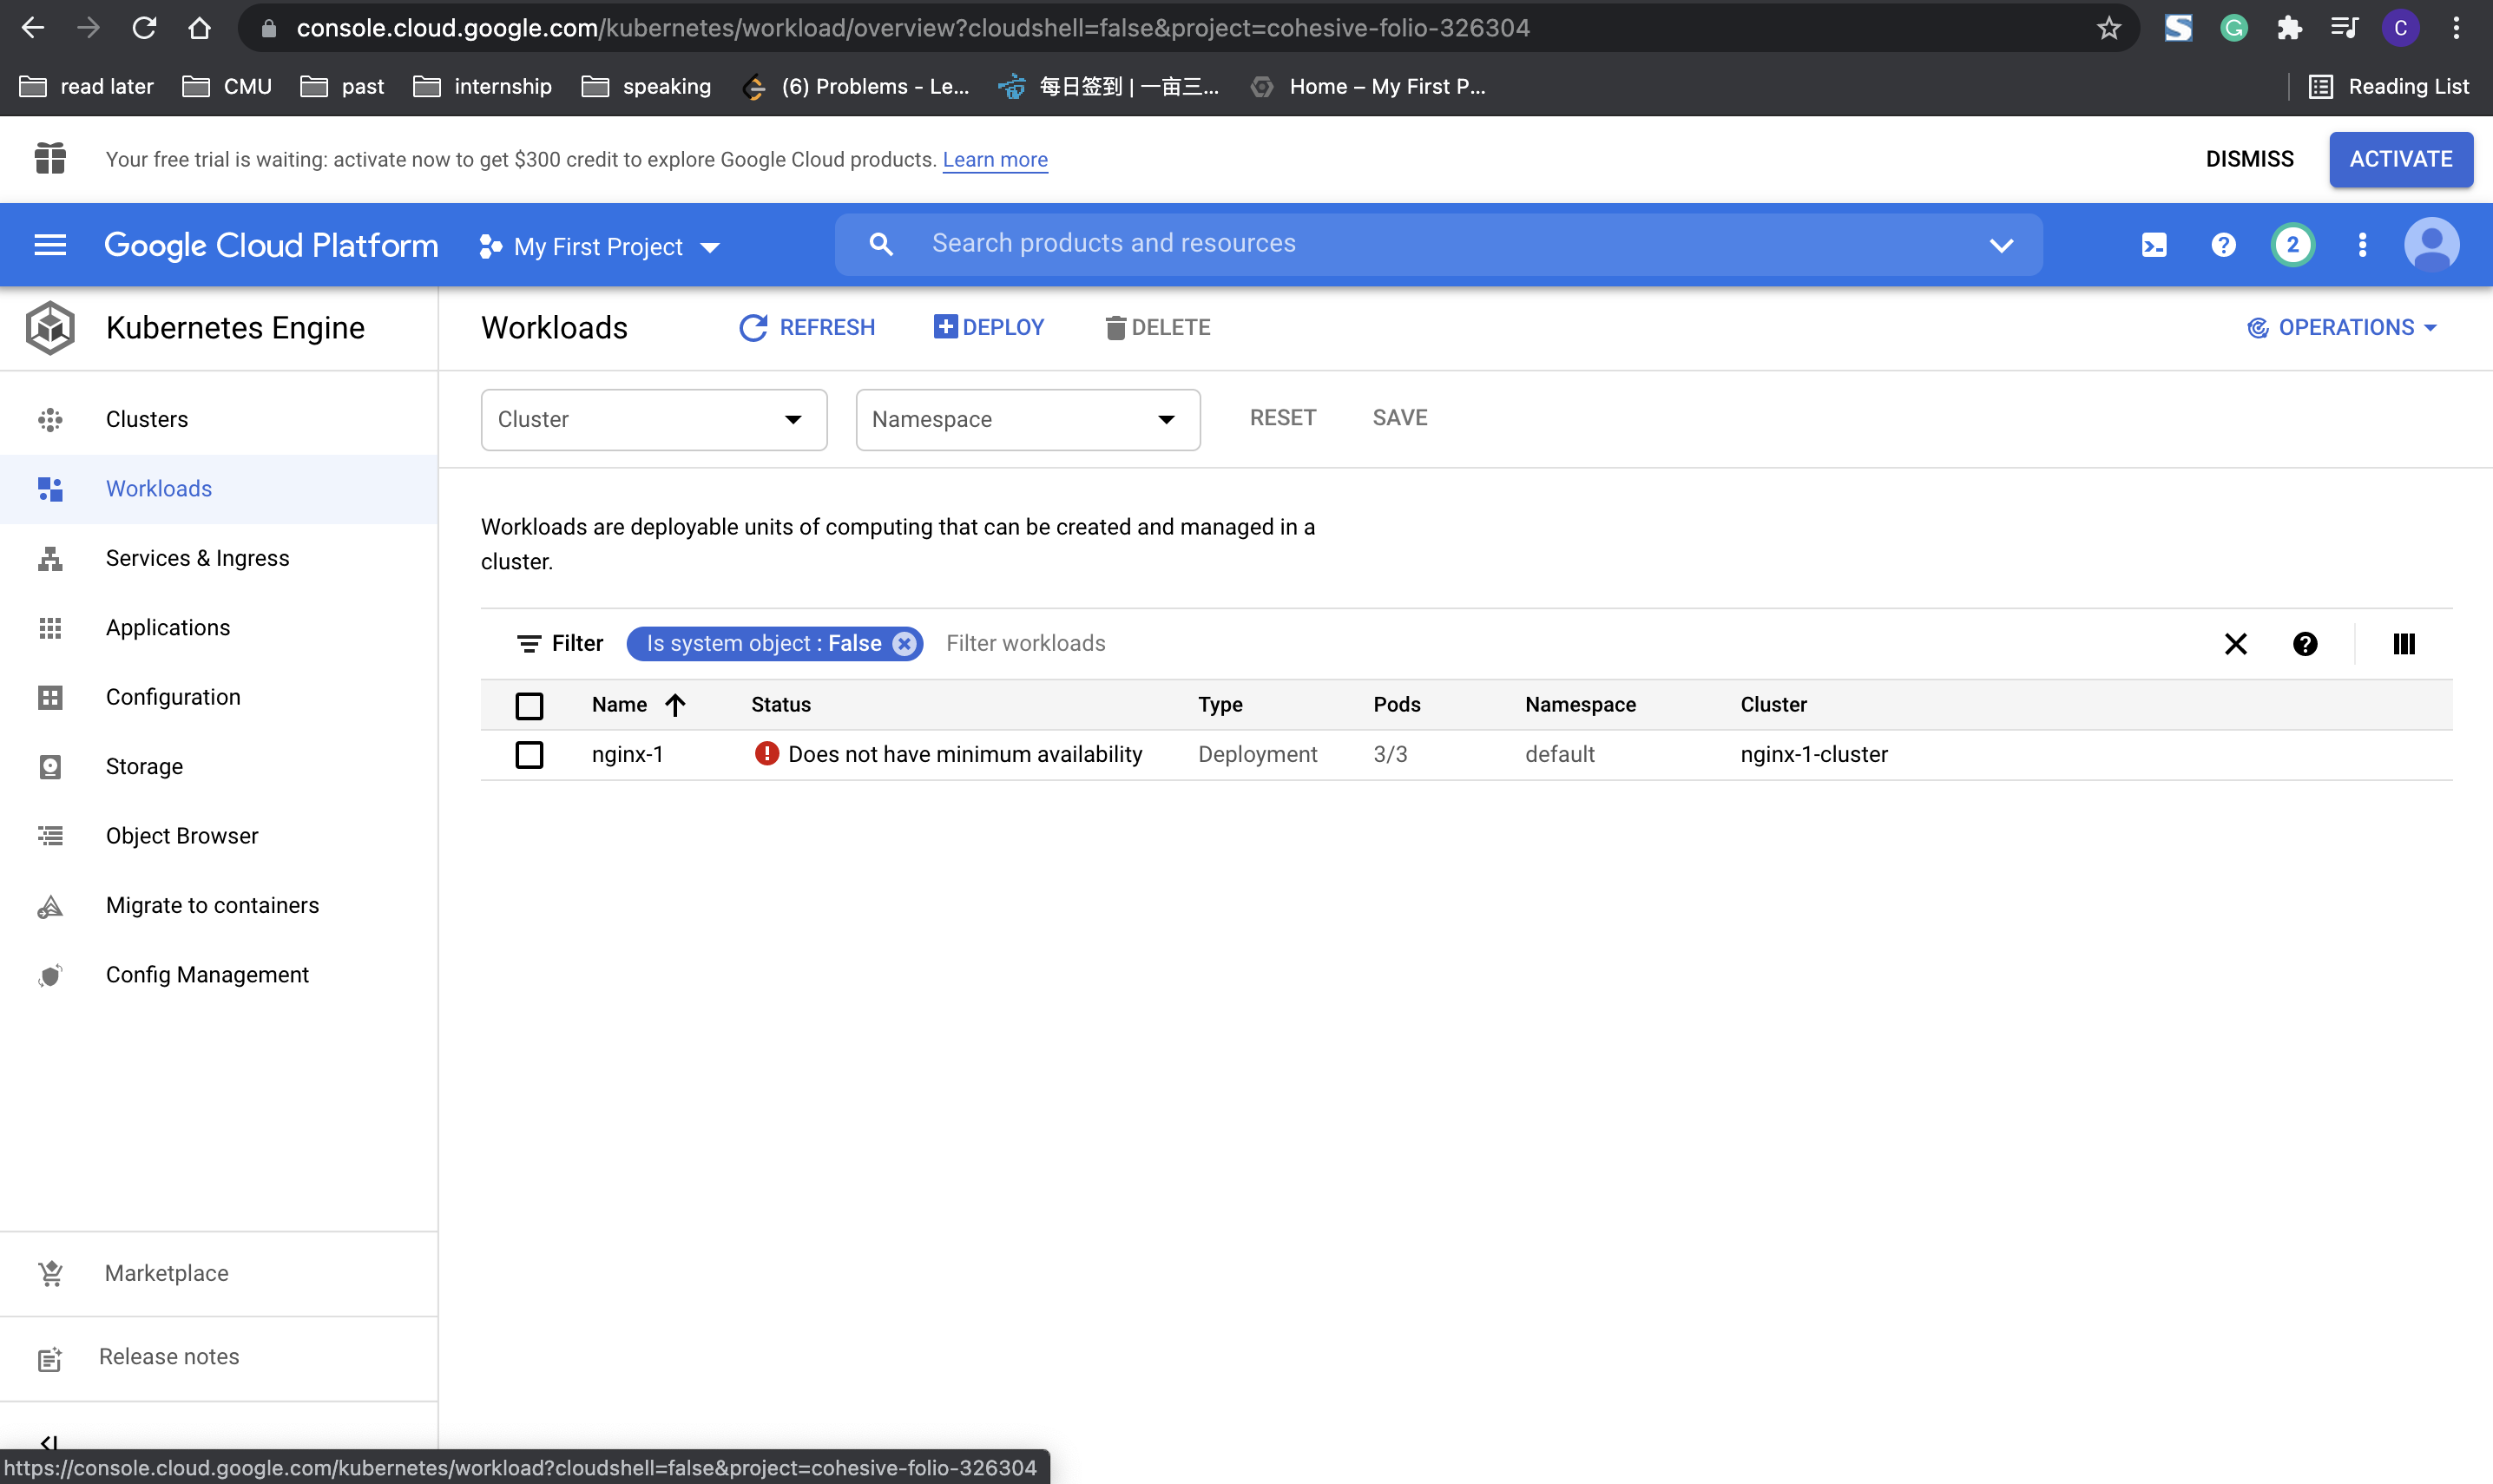 console.cloud.google.com/kubernetes/workload/overview?cloudshell=false&project=cohesive-folio-326304
C
read later CMU past internship speaking (6) Problems - Le... 每日签到 | 一亩三... Home – My First P... Reading List
Your free trial is waiting: activate now to get $300 credit to explore Google Cloud products. Learn more DISMISS ACTIVATE
Google Cloud Platform My First Project Search products and resources 2
Kubernetes Engine Workloads REFRESH DEPLOY DELETE OPERATIONS
Clusters
Workloads
Services & Ingress
Applications
Configuration
Storage
Object Browser
Migrate to containers
Config Management
Marketplace
Release notes
Cluster Namespace RESET SAVE
Workloads are deployable units of computing that can be created and managed in a
cluster.
Filter Is system object : False Filter workloads
Name Status Type Pods Namespace Cluster
nginx-1 Does not have minimum availability Deployment 3/3 default nginx-1-cluster
https://console.cloud.google.com/kubernetes/workload?cloudshell=false&project=cohesive-folio-326304